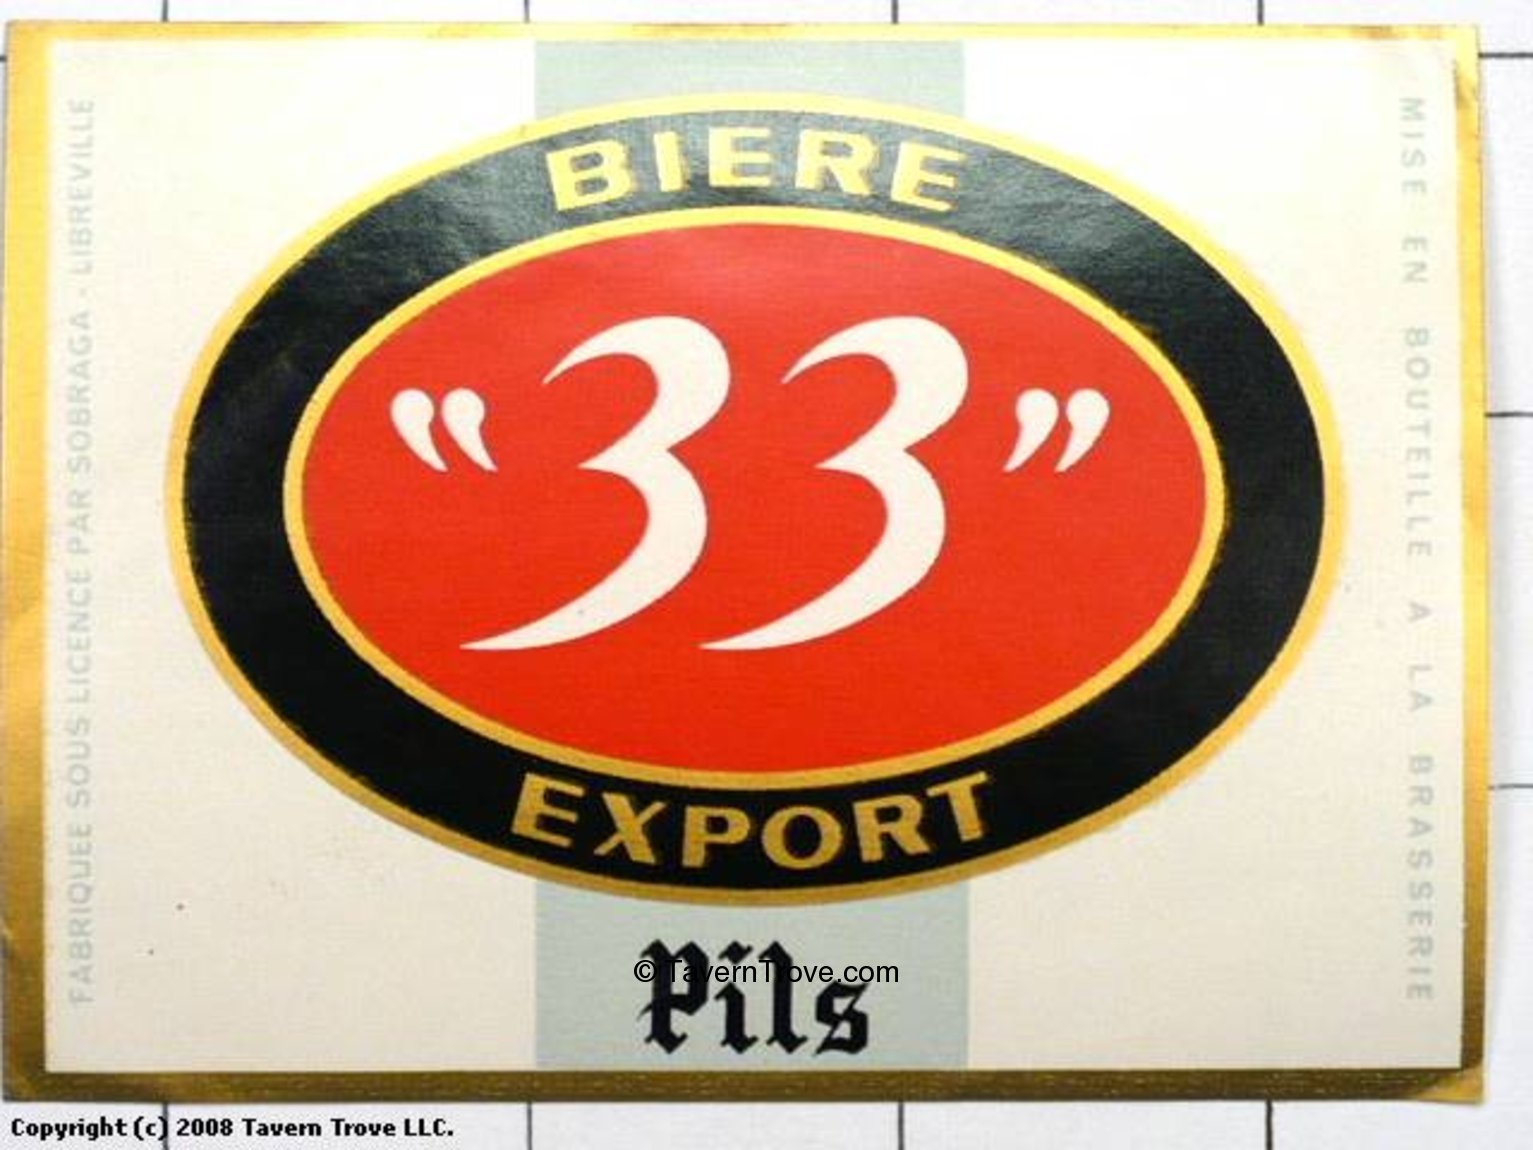 BIERE
"33"
EXPORT
Pils
FABRIQUEE SOUS LICENCE PAR SOBRAGA - LIBREVILLE
MISE EN BOUTEILLE A LA BRASSERIE
© TavernTrove.com
Copyright (c) 2008 Tavern Trove LLC.